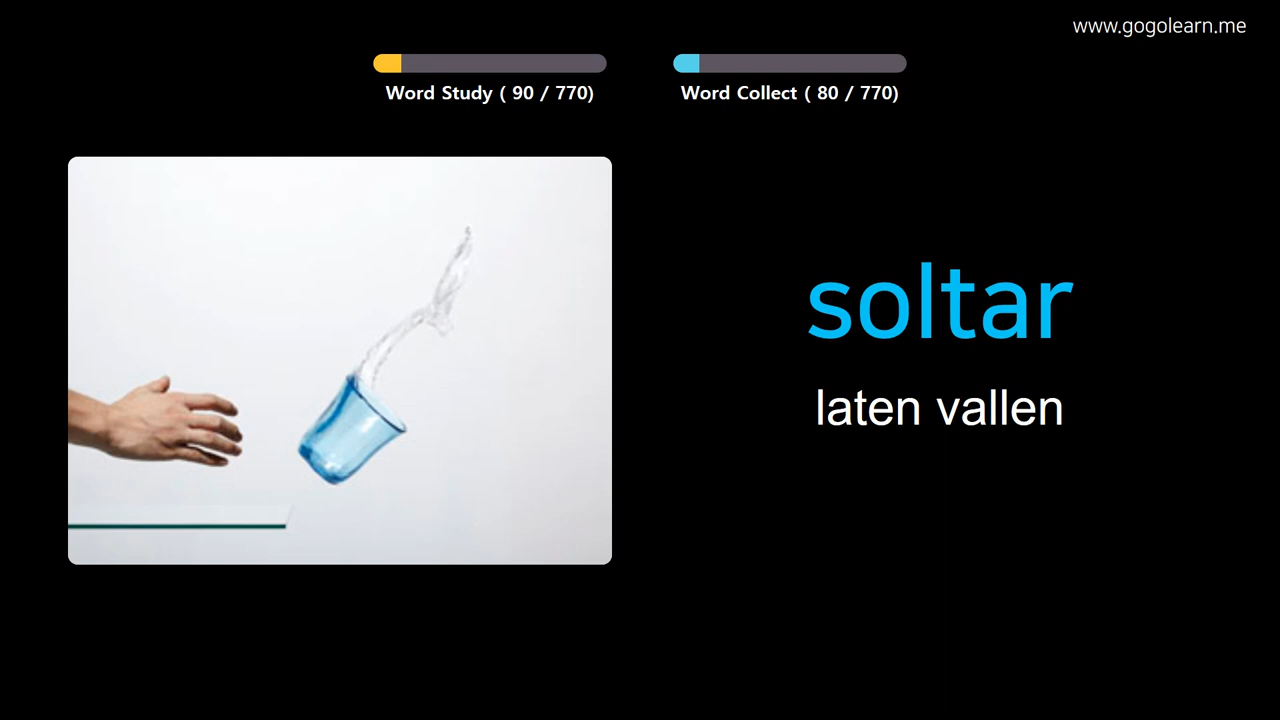 www.gogolearn.me
Word Study ( 90 / 770)
Word Collect ( 80 / 770)
soltar
laten vallen